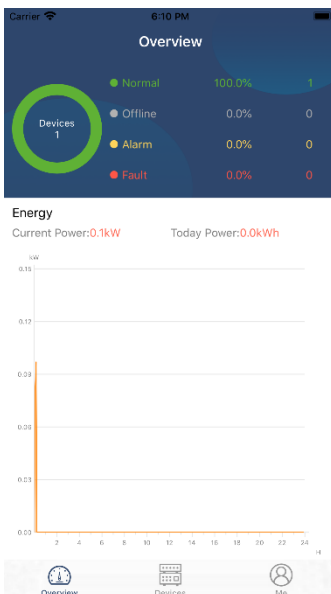 Carrier 6:10 PM
Overview
Normal 100.0% 1
Devices
1
Offline 0.0% 0
Alarm 0.0% 0
Fault 0.0% 0
Energy
Current Power:0.1kW Today Power:0.0kWh
kW
0.15
0.12
0.09
0.06
0.03
0.00
2 4 6 8 10 12 14 16 18 20 22 24
H
Overview Devices Me